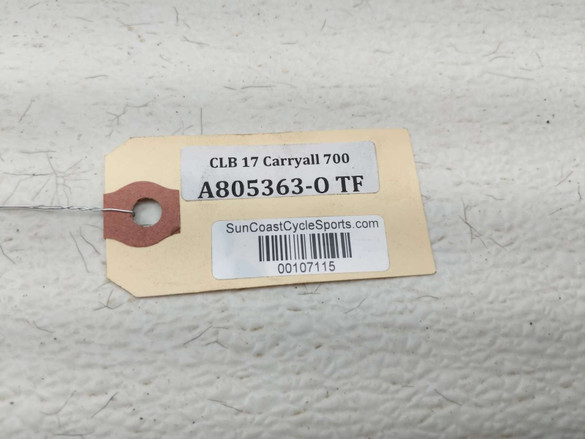 CLB 17 Carryall 700
A805363-O TF
SunCoastCycleSports.com
00107115